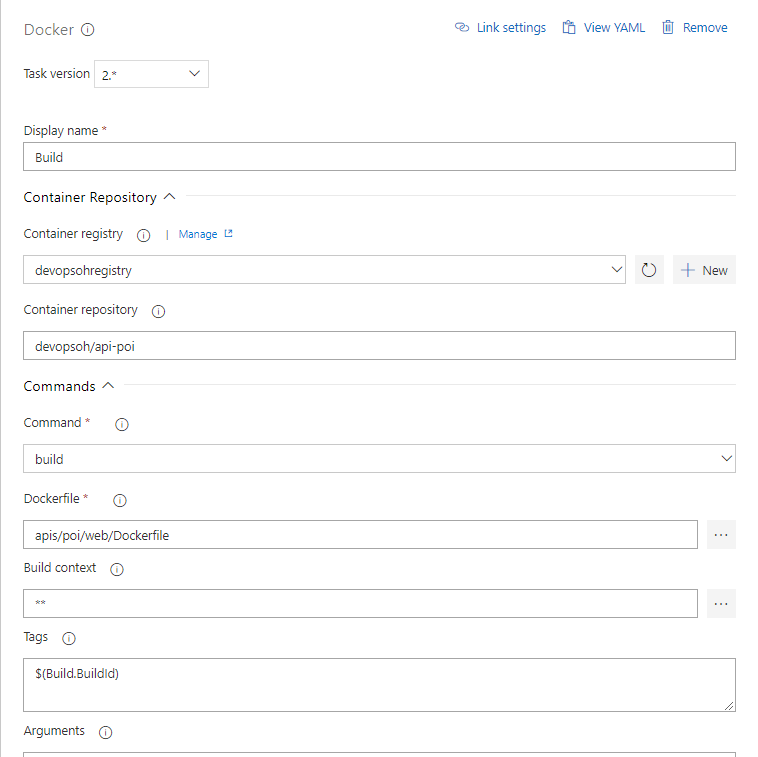 Docker
Link settings View YAML Remove
Task version 2.*
Display name *
Build
Container Repository
Container registry | Manage
devopsohregistry
New
Container repository
devopsoh/api-poi
Commands
Command *
build
Dockerfile *
apis/poi/web/Dockerfile
...
Build context
**
...
Tags
$(Build.BuildId)
Arguments